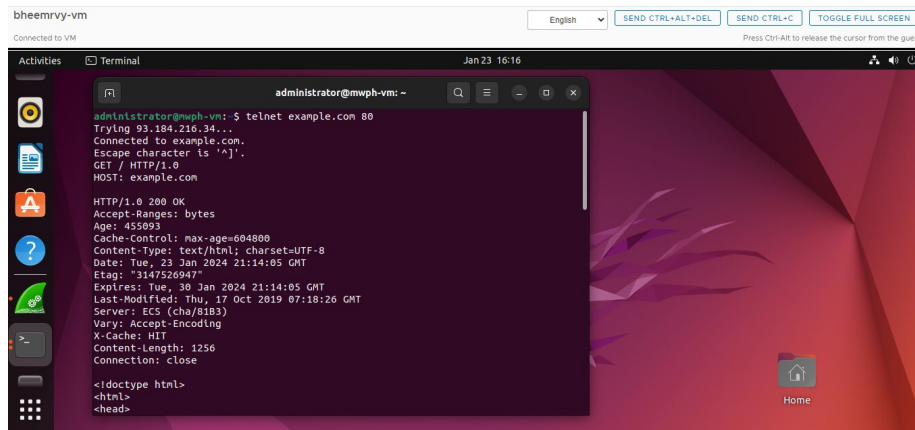 bheemrvy-vm
English
SEND CTRL+ALT+DEL
SEND CTRL+C
TOGGLE FULL SCREEN
Connected to VM
Press Ctrl-Alt to release the cursor from the gue
Activities
Terminal
Jan 23 16:16
administrator@mwph-vm: ~
administrator@mwph-vm:~$ telnet example.com 80
Trying 93.184.216.34...
Connected to example.com.
Escape character is '^]'.
GET / HTTP/1.0
HOST: example.com
HTTP/1.0 200 OK
Accept-Ranges: bytes
Age: 455093
Cache-Control: max-age=604800
Content-Type: text/html; charset=UTF-8
Date: Tue, 23 Jan 2024 21:14:05 GMT
Etag: "3147526947"
Expires: Tue, 30 Jan 2024 21:14:05 GMT
Last-Modified: Thu, 17 Oct 2019 07:18:26 GMT
Server: ECS (cha/81B3)
Vary: Accept-Encoding
X-Cache: HIT
Content-Length: 1256
Connection: close
<!doctype html>
<html>
<head>
Home